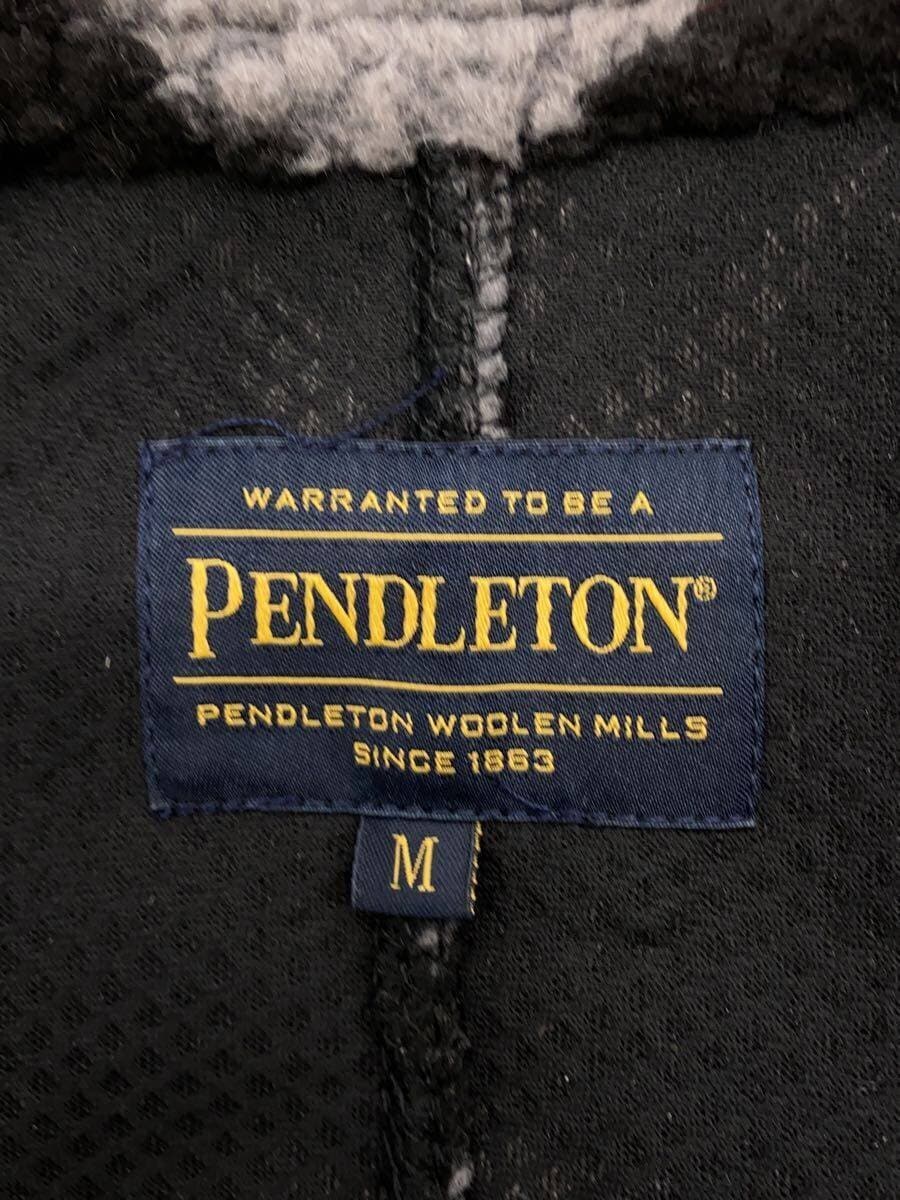 WARRANTED TO BE A
PENDLETON®
PENDLETON WOOLEN MILLS
SINCE 1863
M